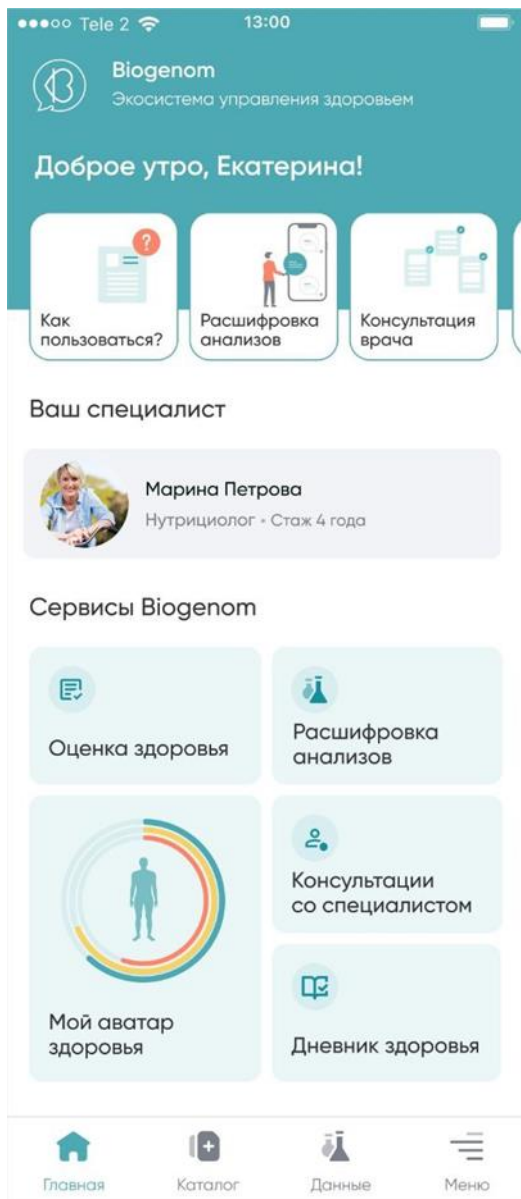 Tele 2
13:00
Biogenom
Экосистема управления здоровьем
Доброе утро, Екатерина!
?
Как
пользоваться?
Расшифровка
анализов
Консультация
врача
Ваш специалист
Марина Петрова
Нутрициолог • Стаж 4 года
Сервисы Biogenom
Оценка здоровья
Расшифровка
анализов
Мой аватар
здоровья
Консультации
со специалистом
Дневник здоровья
Главная
Каталог
Данные
Меню